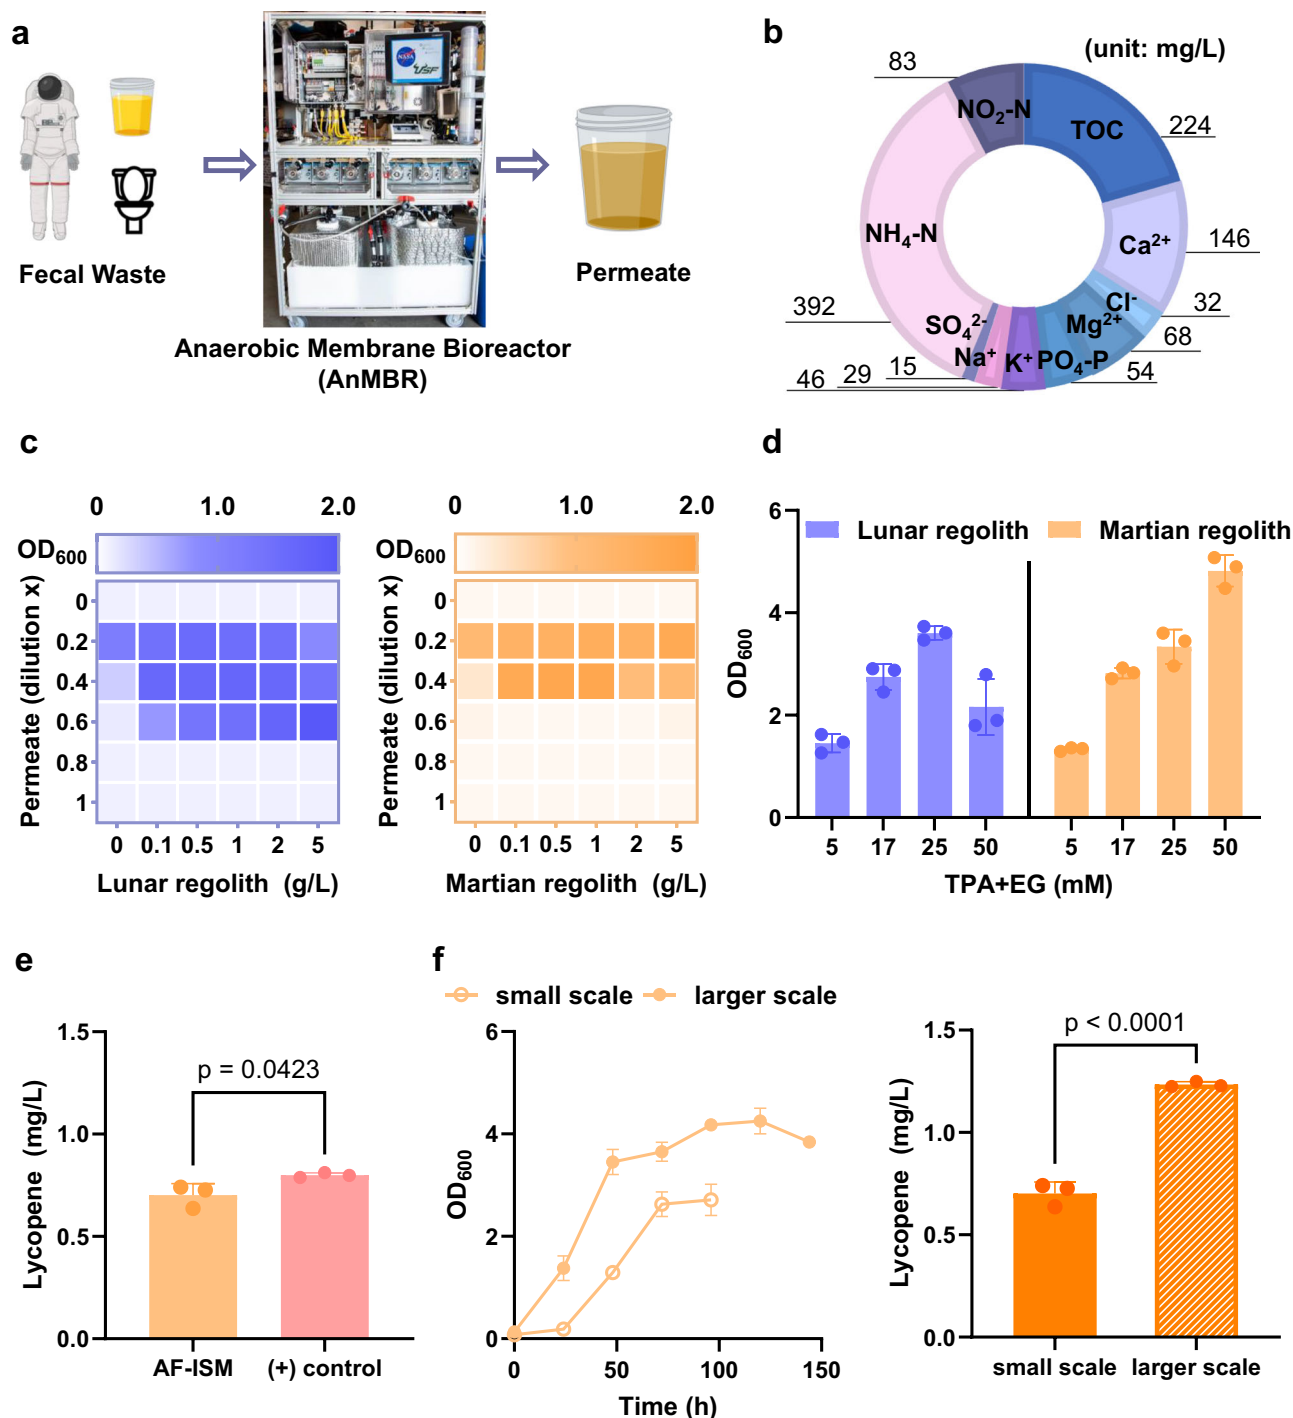 a
NASA
USF
Fecal Waste
Anaerobic Membrane Bioreactor
(AnMBR)
Permeate
b
(unit: mg/L)
83
NO₂-N
TOC
224
Ca²⁺
146
Cl⁻
32
Mg²⁺
68
PO₄-P
54
K⁺
46
Na⁺
29
SO₄²⁻
15
NH₄-N
392
c
0 1.0 2.0
OD₆₀₀
Permeate (dilution x)
0
0.2
0.4
0.6
0.8
1
0 0.1 0.5 1 2 5
Lunar regolith (g/L)
0 1.0 2.0
OD₆₀₀
Permeate (dilution x)
0
0.2
0.4
0.6
0.8
1
0 0.1 0.5 1 2 5
Martian regolith (g/L)
d
Lunar regolith Martian regolith
OD₆₀₀
6
4
2
0
5 17 25 50 5 17 25 50
TPA+EG (mM)
e
Lycopene (mg/L)
1.5
1.0
0.5
0.0
p = 0.0423
AF-ISM (+) control
f
small scale larger scale
OD₆₀₀
6
4
2
0
0 50 100 150
Time (h)
Lycopene (mg/L)
1.5
1.0
0.5
0.0
p < 0.0001
small scale larger scale